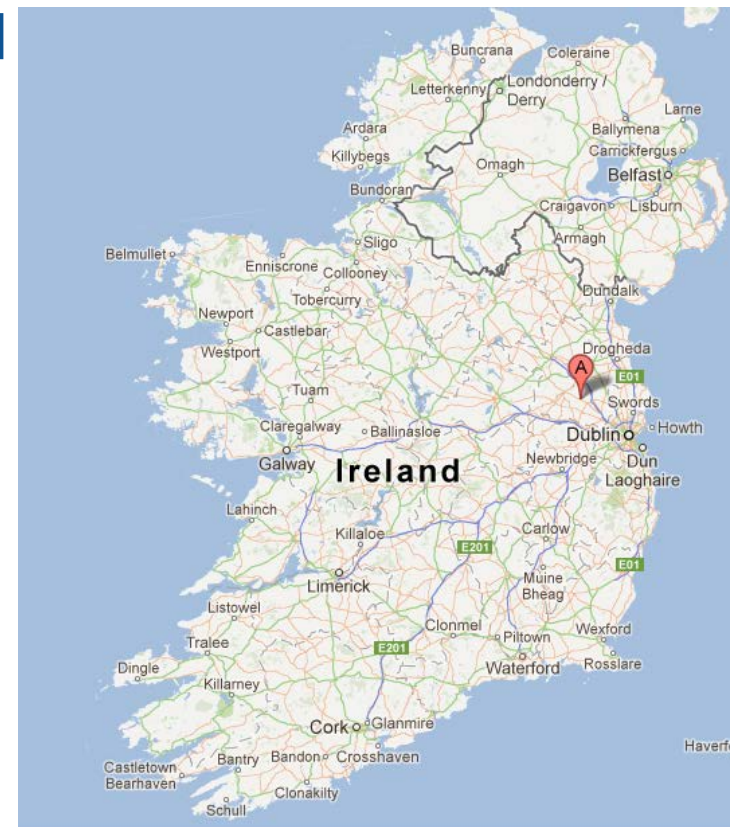 Buncrana
Coleraine
Letterkenny
Londonderry /
Derry
Larne
Ardara
Ballymena
Carrickfergus
Killybegs
Omagh
Belfast
Bundoran
Craigavon
Lisburn
Armagh
Sligo
Belmullet
Enniscrone
Collooney
Dundalk
Tobercurry
Newport
Castlebar
Drogheda
Westport
A
E01
Tuam
Swords
Claregalway
Ballinasloe
Dublin
Howth
Galway
Ireland
Newbridge
Dun
Laoghaire
Lahinch
Killaloe
Carlow
E201
E01
Limerick
Muine
Bheag
Listowel
Clonmel
Piltown
Wexford
Tralee
E201
Dingle
Waterford
Rosslare
Killarney
Cork
Glanmire
Haverf
Castletown
Bearhaven
Bantry
Bandon
Crosshaven
Clonakilty
Schull